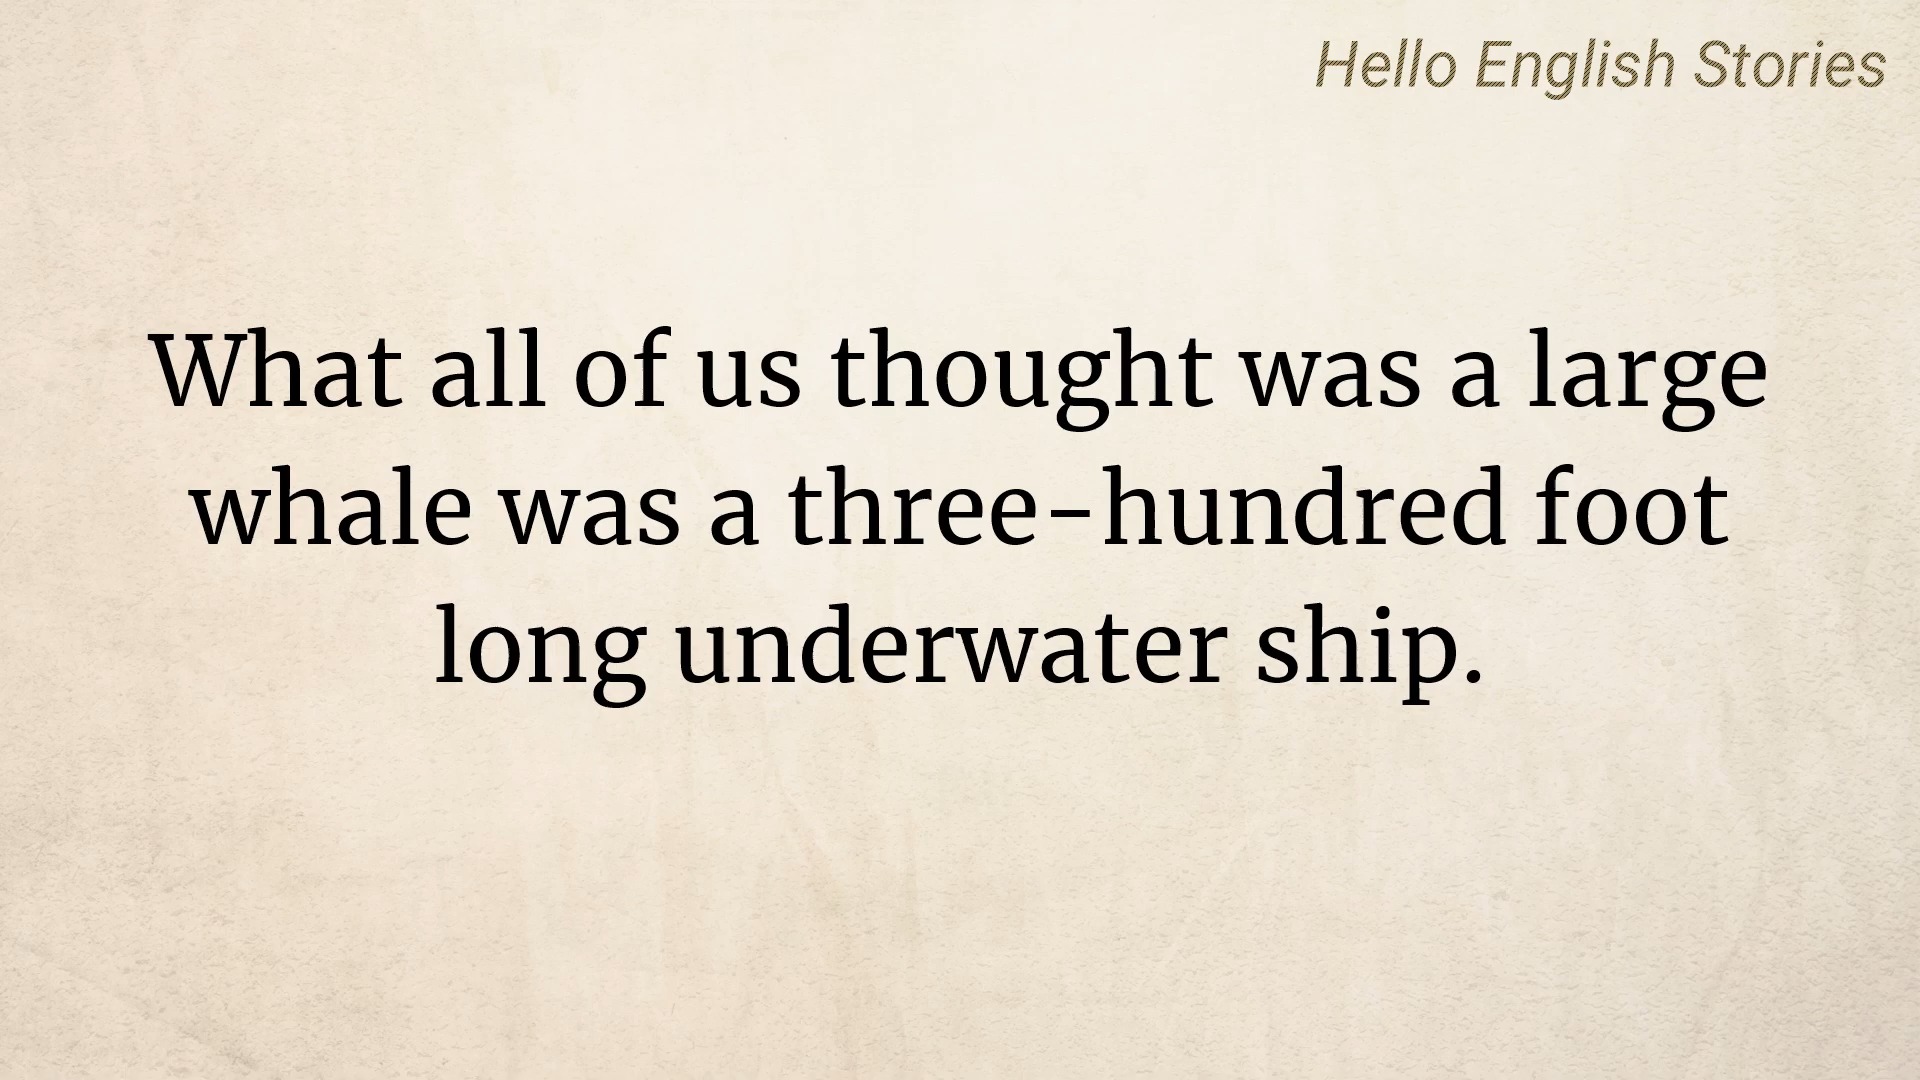 Hello English Stories
What all of us thought was a large
whale was a three-hundred foot
long underwater ship.